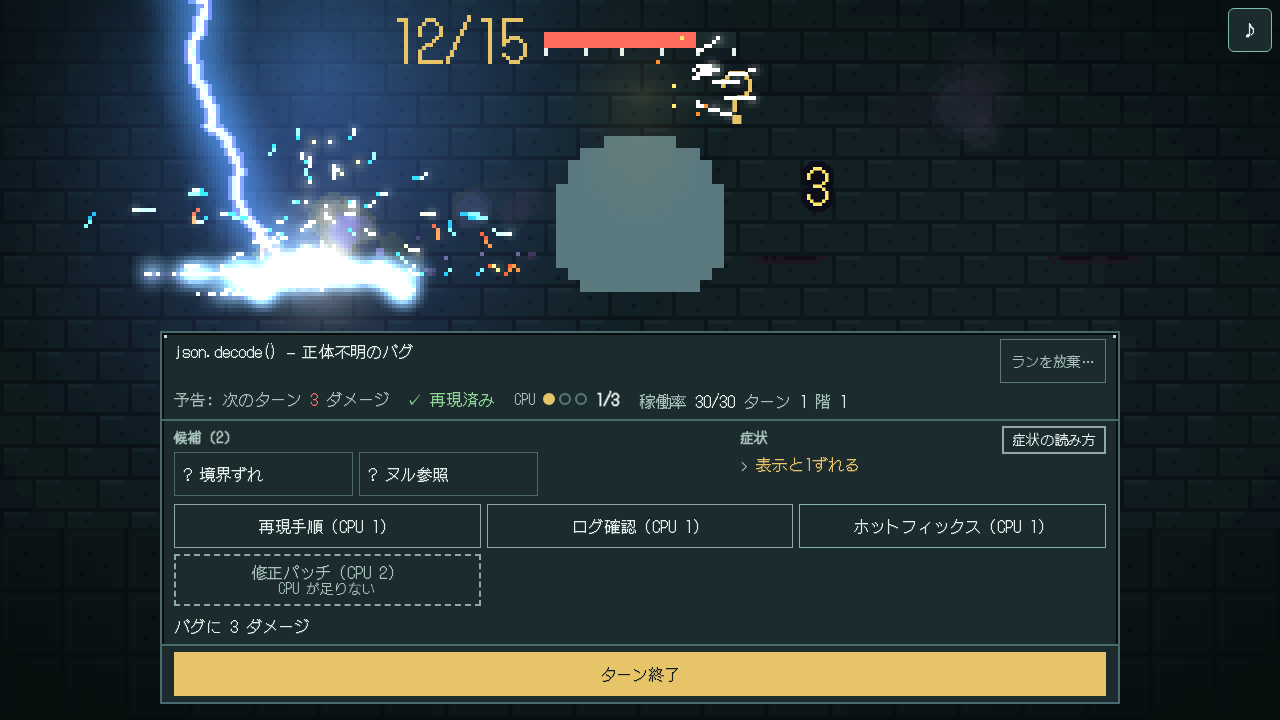 12/15
♪
?
3
json.decode() — 正体不明のバグ
ランを放棄…
予告: 次のターン 3 ダメージ ✓ 再現済み CPU 1/3 稼働率 30/30 ターン 1 階 1
候補 (2)
症状
症状の読み方
? 境界ずれ
? ヌル参照
› 表示と1ずれる
再現手順 (CPU 1)
ログ確認 (CPU 1)
ホットフィックス (CPU 1)
修正パッチ (CPU 2)
CPU が足りない
バグに 3 ダメージ
ターン終了